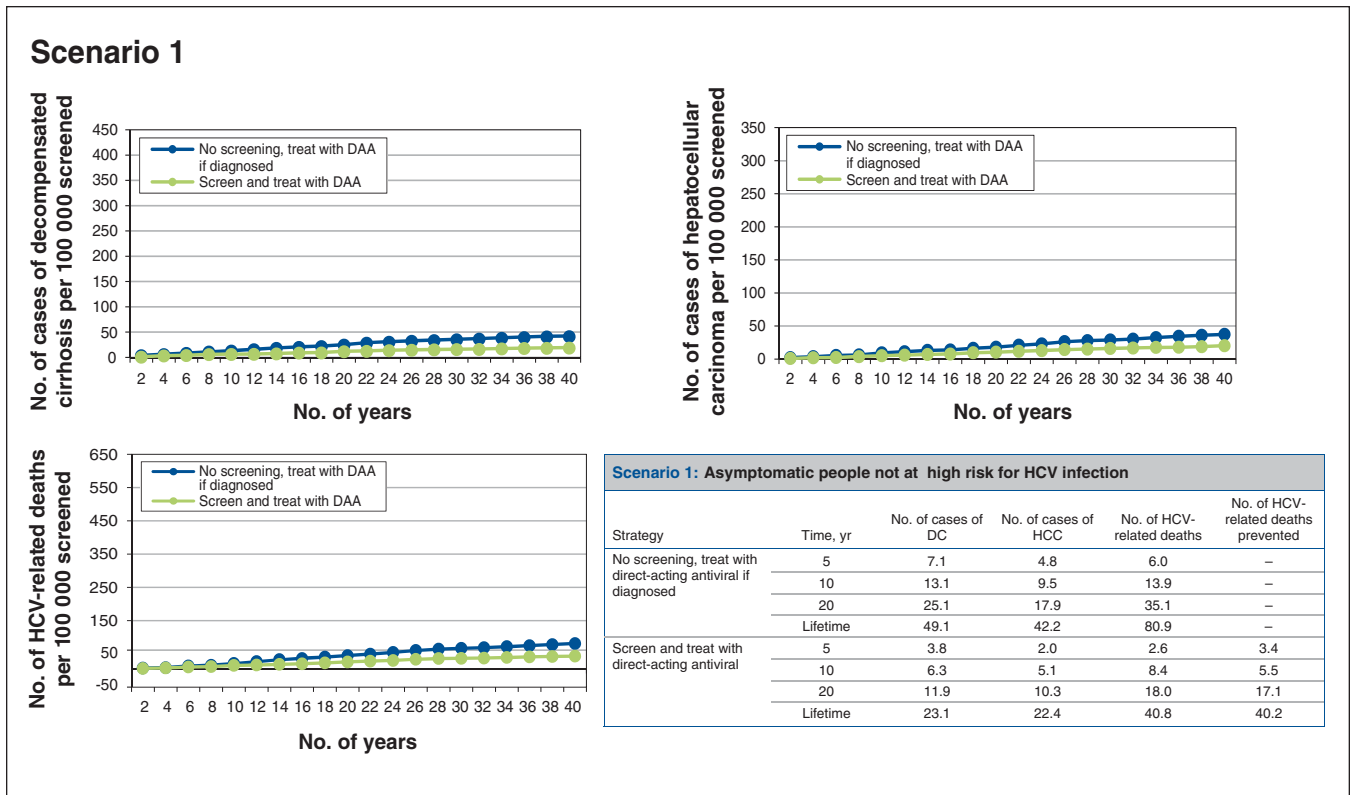 Scenario 1
No. of cases of decompensated
cirrhosis per 100 000 screened
450
400
350
300
250
200
150
100
50
0
No screening, treat with DAA
if diagnosed
Screen and treat with DAA
2 4 6 8 10 12 14 16 18 20 22 24 26 28 30 32 34 36 38 40
No. of years
No. of cases of hepatocellular
carcinoma per 100 000 screened
350
300
250
200
150
100
50
0
No screening, treat with DAA
if diagnosed
Screen and treat with DAA
2 4 6 8 10 12 14 16 18 20 22 24 26 28 30 32 34 36 38 40
No. of years
No. of HCV-related deaths
per 100 000 screened
650
550
450
350
250
150
50
-50
No screening, treat with DAA
if diagnosed
Screen and treat with DAA
2 4 6 8 10 12 14 16 18 20 22 24 26 28 30 32 34 36 38 40
No. of years
Scenario 1: Asymptomatic people not at high risk for HCV infection
Strategy Time, yr No. of cases of DC No. of cases of HCC No. of HCV-related deaths No. of HCV-related deaths prevented
No screening, treat with 5 7.1 4.8 6.0 –
direct-acting antiviral if 10 13.1 9.5 13.9 –
diagnosed 20 25.1 17.9 35.1 –
Lifetime 49.1 42.2 80.9 –
Screen and treat with 5 3.8 2.0 2.6 3.4
direct-acting antiviral 10 6.3 5.1 8.4 5.5
20 11.9 10.3 18.0 17.1
Lifetime 23.1 22.4 40.8 40.2